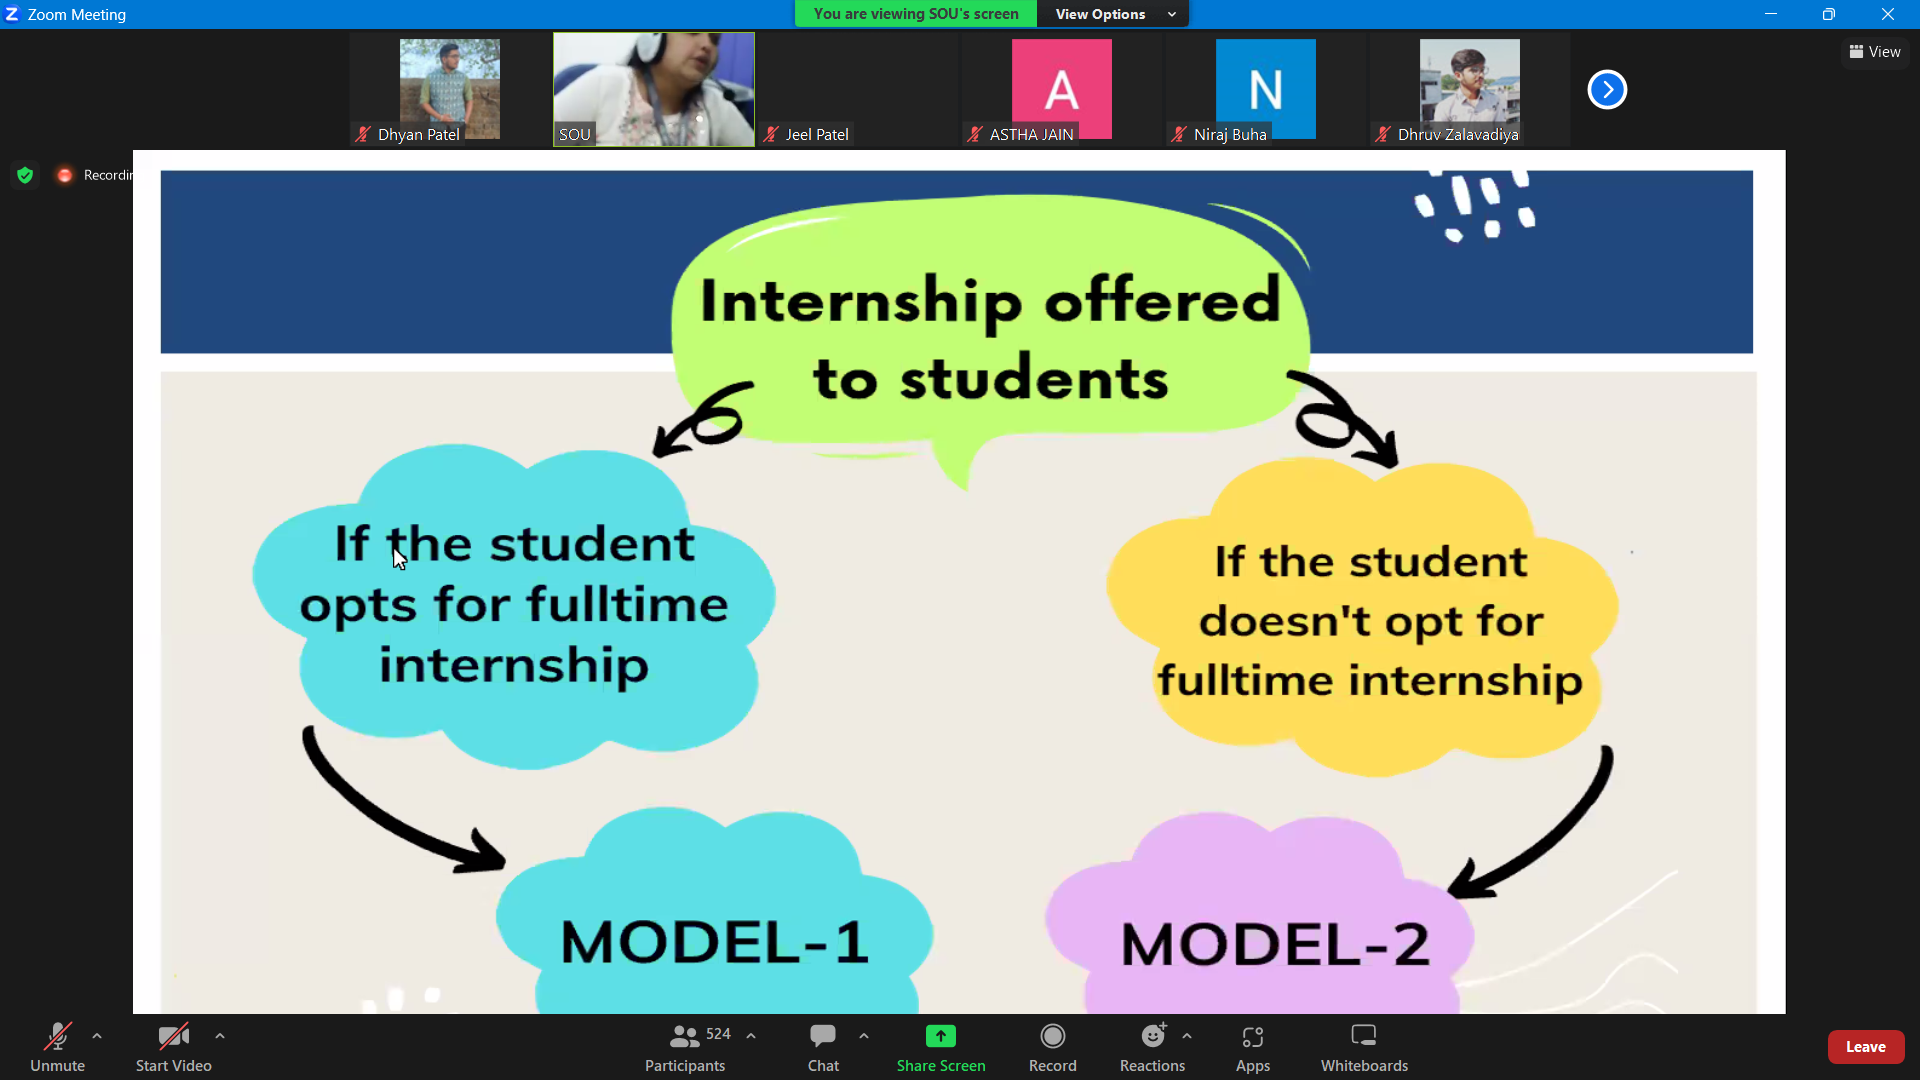 Zoom Meeting
You are viewing SOU's screen
View Options
View
Dhyan Patel
SOU
Jeel Patel
A
ASTHA JAIN
N
Niraj Buha
Dhruv Zalavadiya
Recordin
Internship offered
to students
If the student
opts for fulltime
internship
If the student
doesn't opt for
fulltime internship
MODEL-1
MODEL-2
Unmute
Start Video
524
Participants
Chat
Share Screen
Record
Reactions
Apps
Whiteboards
Leave